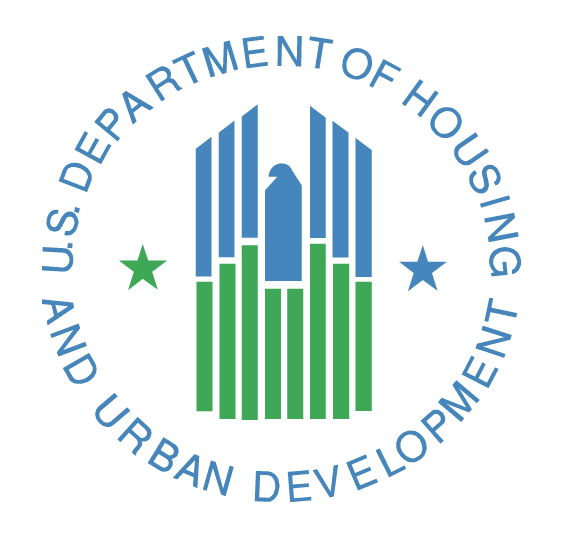 U.S. DEPARTMENT OF HOUSING
AND URBAN DEVELOPMENT